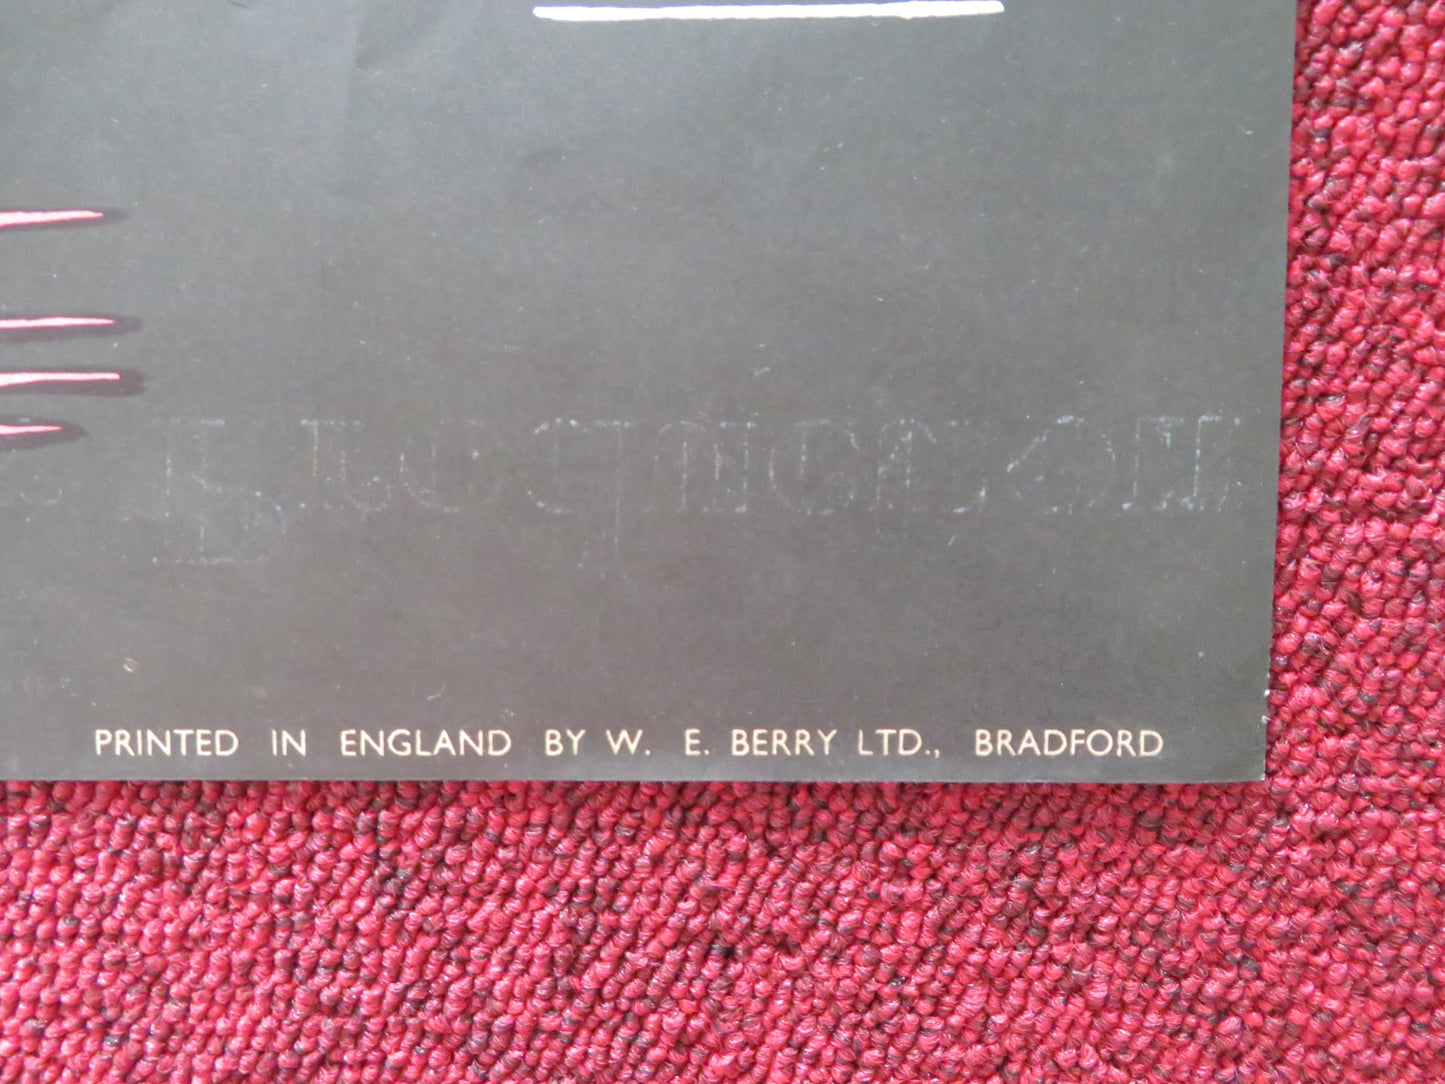 PRINTED IN ENGLAND BY W. E. BERRY LTD., BRADFORD